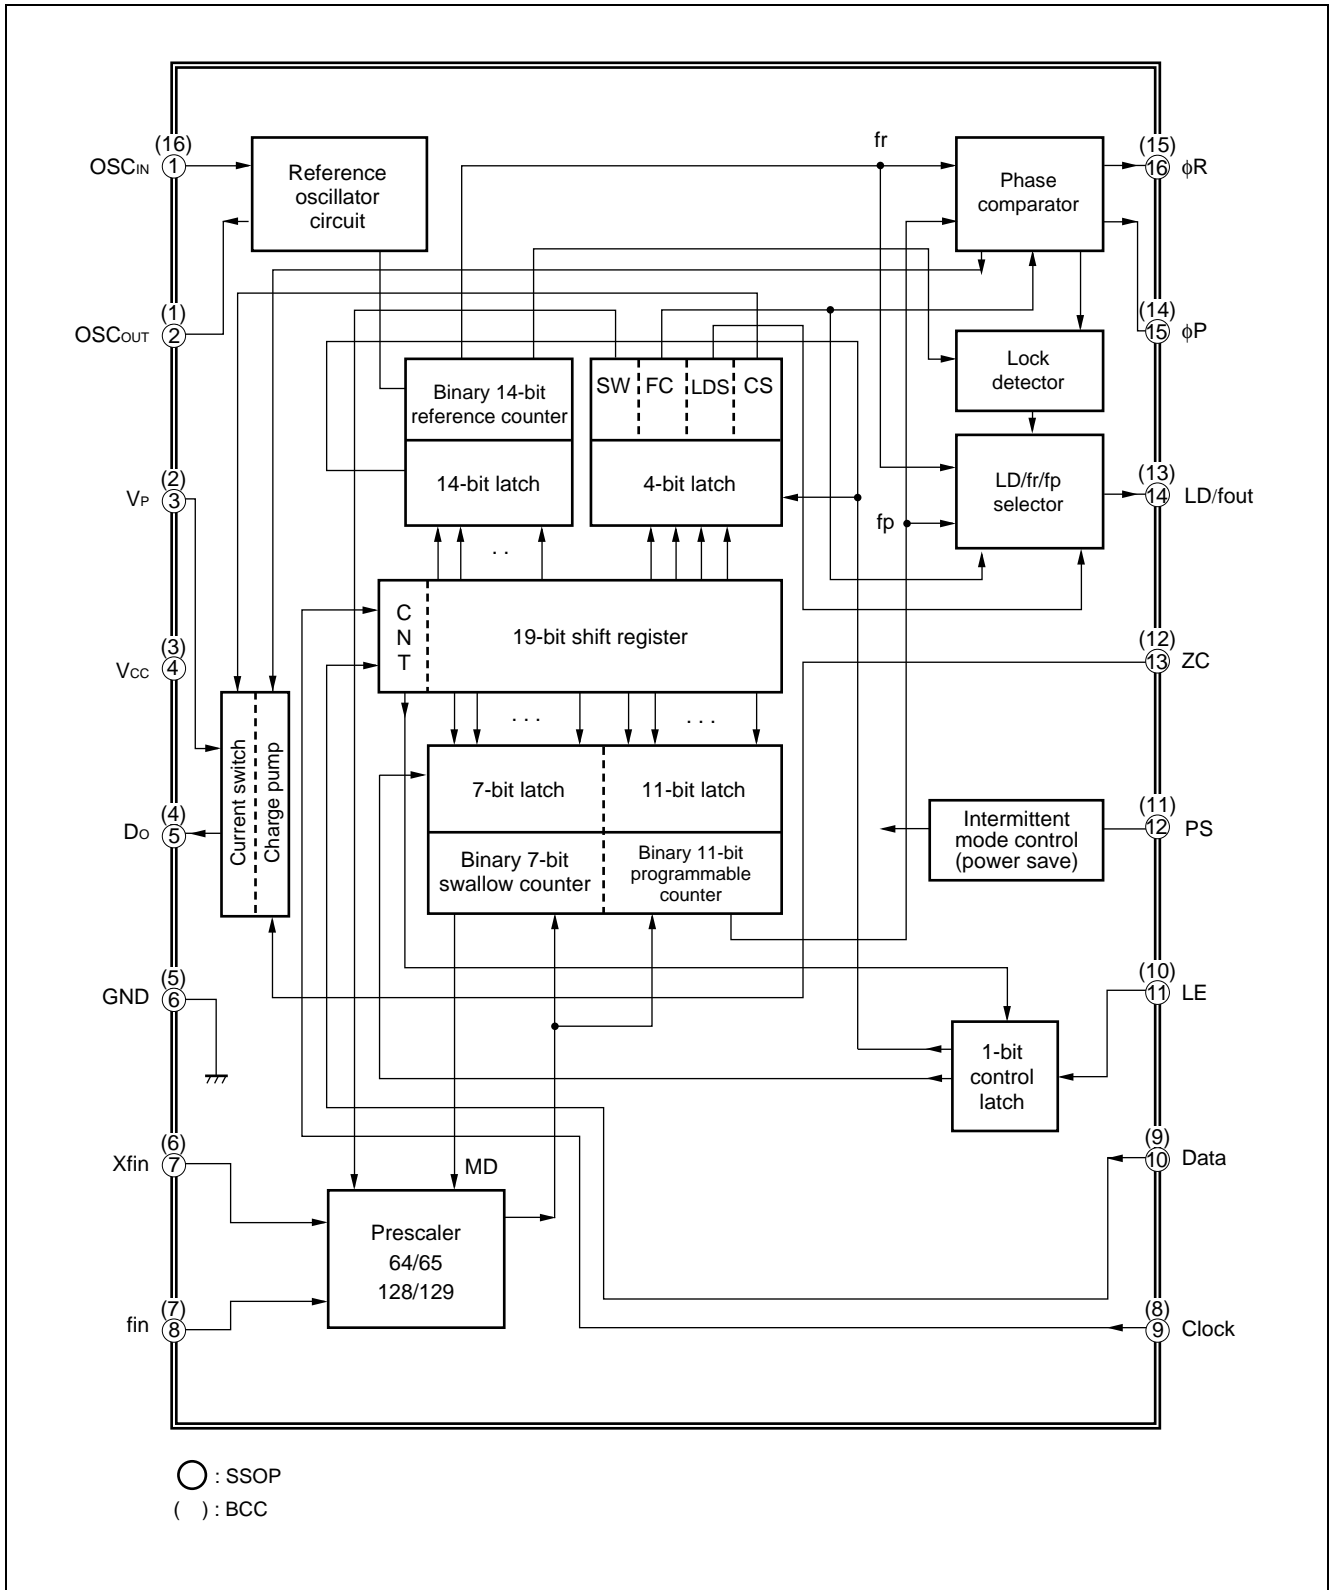 (16)
OSCIN 1
Reference
oscillator
circuit
fr
Phase
comparator
(15)
16 ϕR
(1)
OSCOUT 2
(14)
15 ϕP
Lock
detector
Binary 14-bit
reference counter
SW FC LDS CS
14-bit latch
4-bit latch
LD/fr/fp
selector
(13)
14 LD/fout
(2)
VP 3
fp
. .
C
N
T
19-bit shift register
(3)
VCC 4
(12)
13 ZC
. . .
. . .
Current switch
Charge pump
7-bit latch
11-bit latch
(4)
DO 5
Binary 7-bit
swallow counter
Binary 11-bit
programmable
counter
Intermittent
mode control
(power save)
(11)
12 PS
(5)
GND 6
(10)
11 LE
1-bit
control
latch
(6)
Xfin 7
MD
(9)
10 Data
Prescaler
64/65
128/129
(7)
fin 8
(8)
9 Clock
: SSOP
( ) : BCC